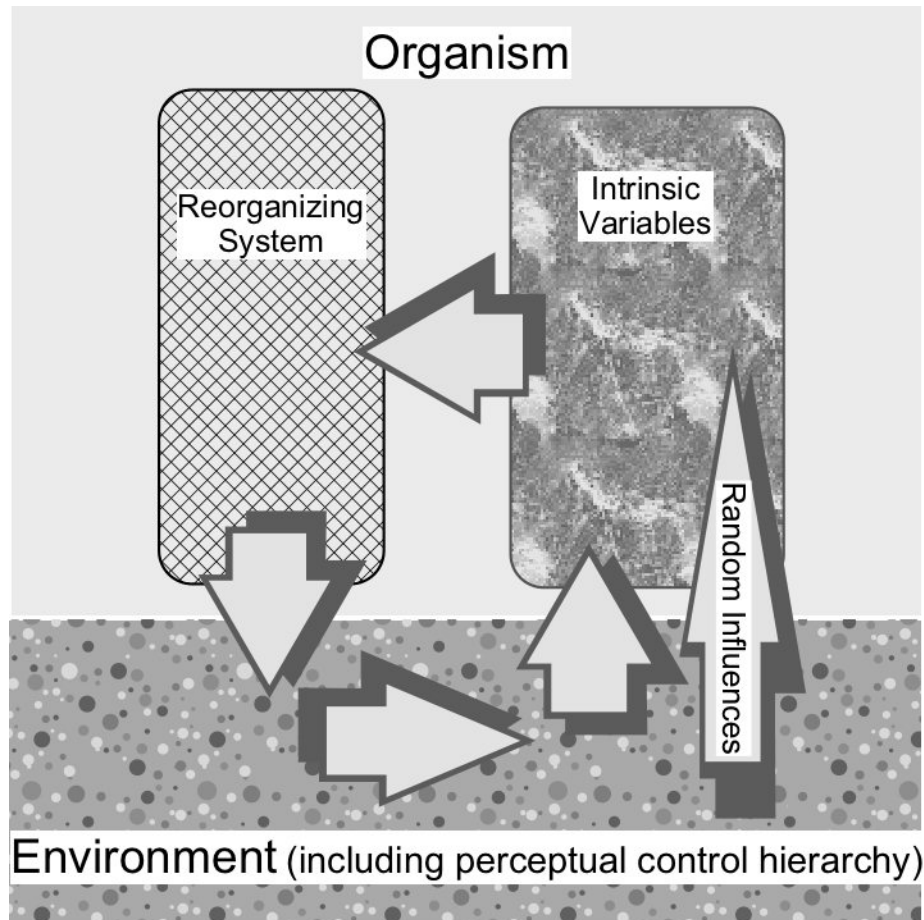 Organism
Reorganizing
System
Intrinsic
Variables
Random Influences
Environment (including perceptual control hierarchy)